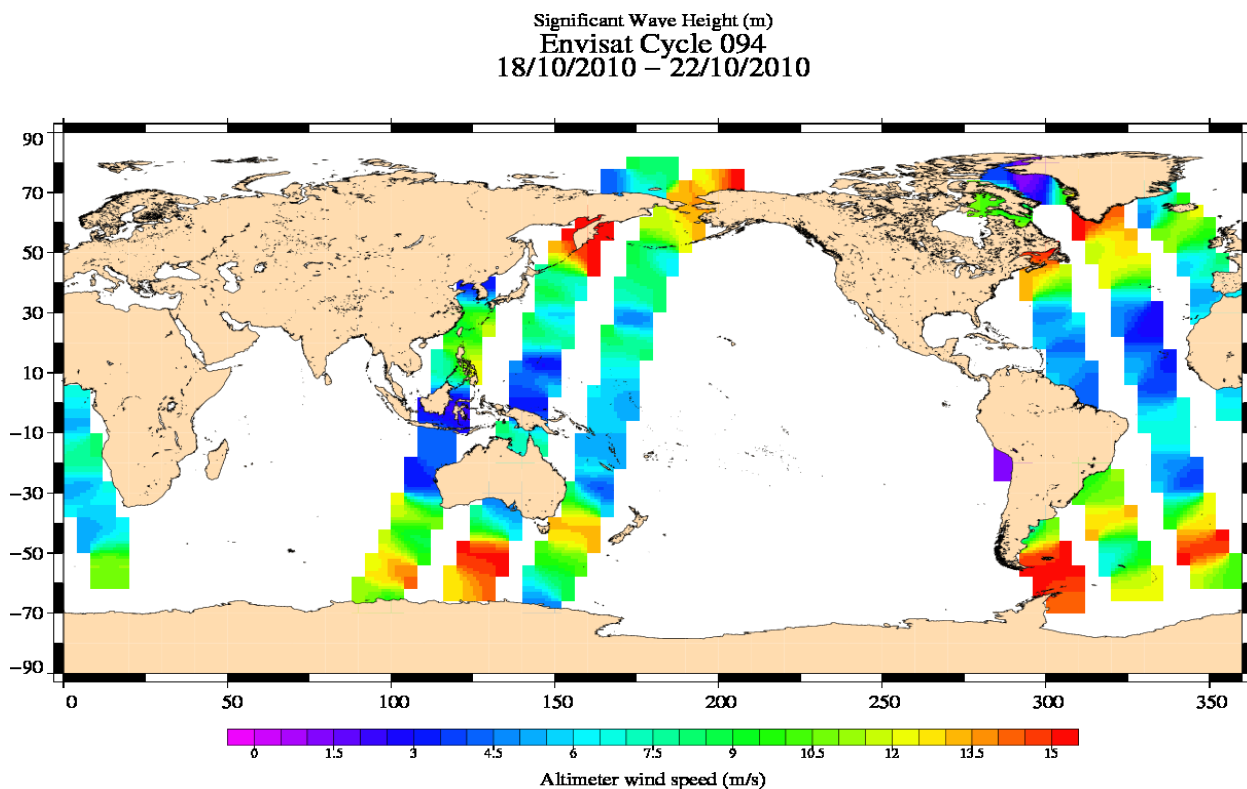 Significant Wave Height (m)
Envisat Cycle 094
18/10/2010 – 22/10/2010
90
70
50
30
10
−10
−30
−50
−70
−90
0 50 100 150 200 250 300 350
0 1.5 3 4.5 6 7.5 9 10.5 12 13.5 15
Altimeter wind speed (m/s)